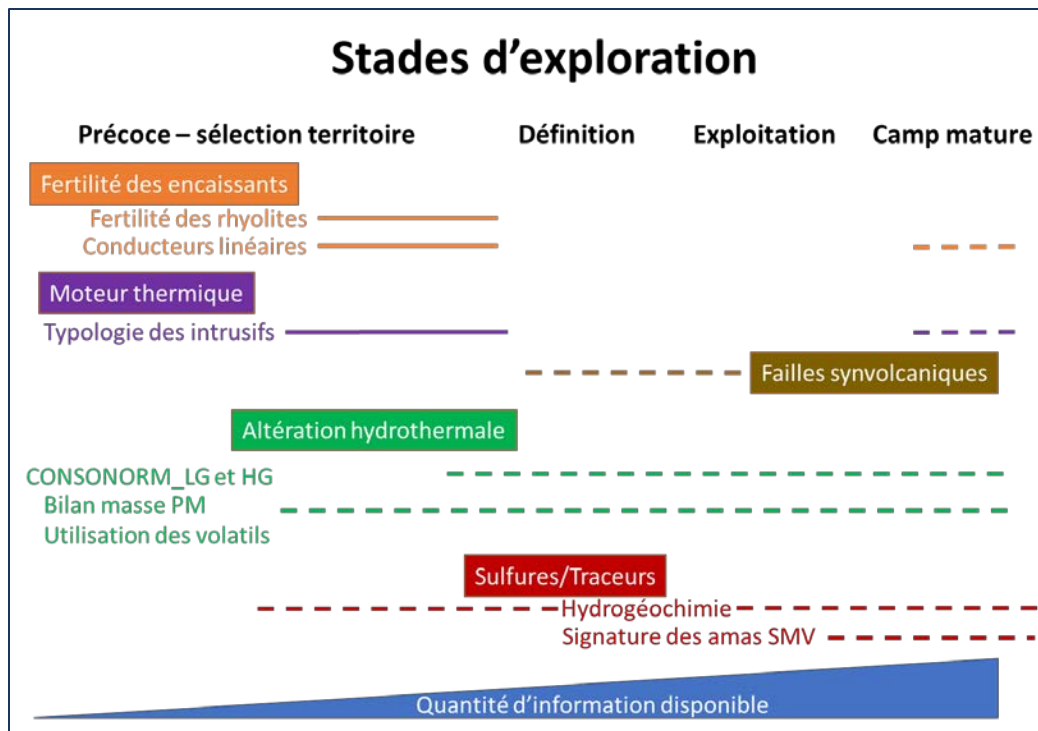 Stades d'exploration
Précoce – sélection territoire Définition Exploitation Camp mature
Fertilité des encaissants
Fertilité des rhyolites
Conducteurs linéaires
Moteur thermique
Typologie des intrusifs
Failles synvolcaniques
Altération hydrothermale
CONSONORM_LG et HG
Bilan masse PM
Utilisation des volatils
Sulfures/Traceurs
Hydrogéochimie
Signature des amas SMV
Quantité d'information disponible